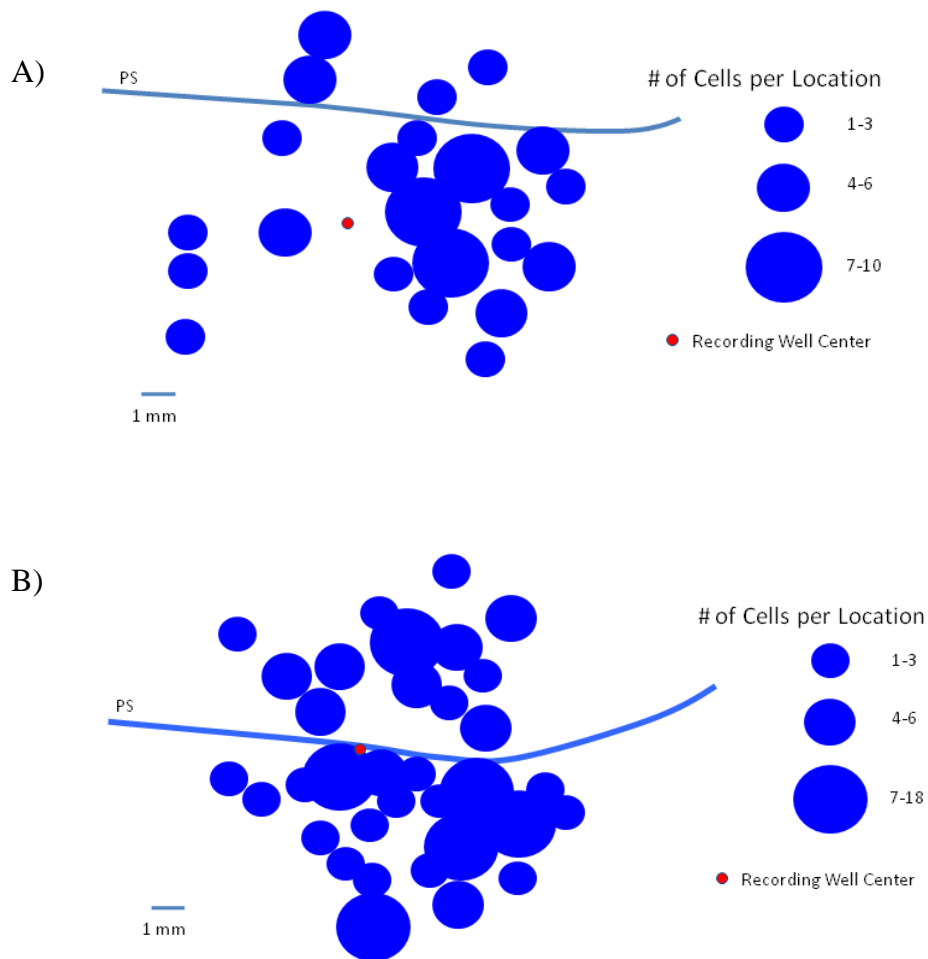 A)
PS
# of Cells per Location
1-3
4-6
7-10
Recording Well Center
1 mm
B)
PS
# of Cells per Location
1-3
4-6
7-18
Recording Well Center
1 mm